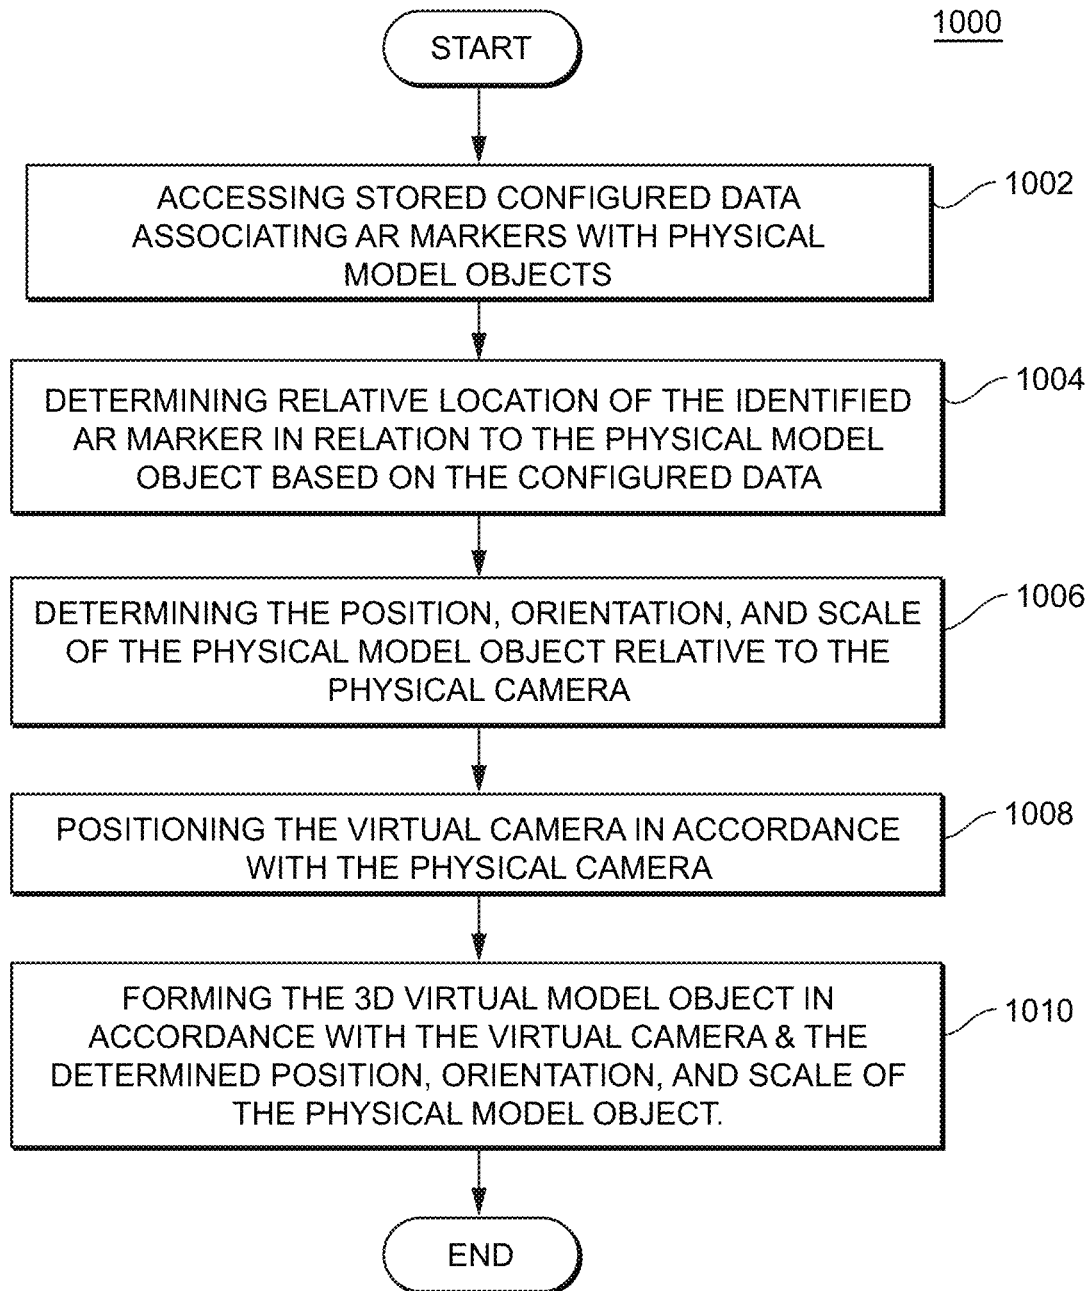 1000
START
ACCESSING STORED CONFIGURED DATA
ASSOCIATING AR MARKERS WITH PHYSICAL
MODEL OBJECTS
1002
DETERMINING RELATIVE LOCATION OF THE IDENTIFIED
AR MARKER IN RELATION TO THE PHYSICAL MODEL
OBJECT BASED ON THE CONFIGURED DATA
1004
DETERMINING THE POSITION, ORIENTATION, AND SCALE
OF THE PHYSICAL MODEL OBJECT RELATIVE TO THE
PHYSICAL CAMERA
1006
POSITIONING THE VIRTUAL CAMERA IN ACCORDANCE
WITH THE PHYSICAL CAMERA
1008
FORMING THE 3D VIRTUAL MODEL OBJECT IN
ACCORDANCE WITH THE VIRTUAL CAMERA & THE
DETERMINED POSITION, ORIENTATION, AND SCALE OF
THE PHYSICAL MODEL OBJECT.
1010
END